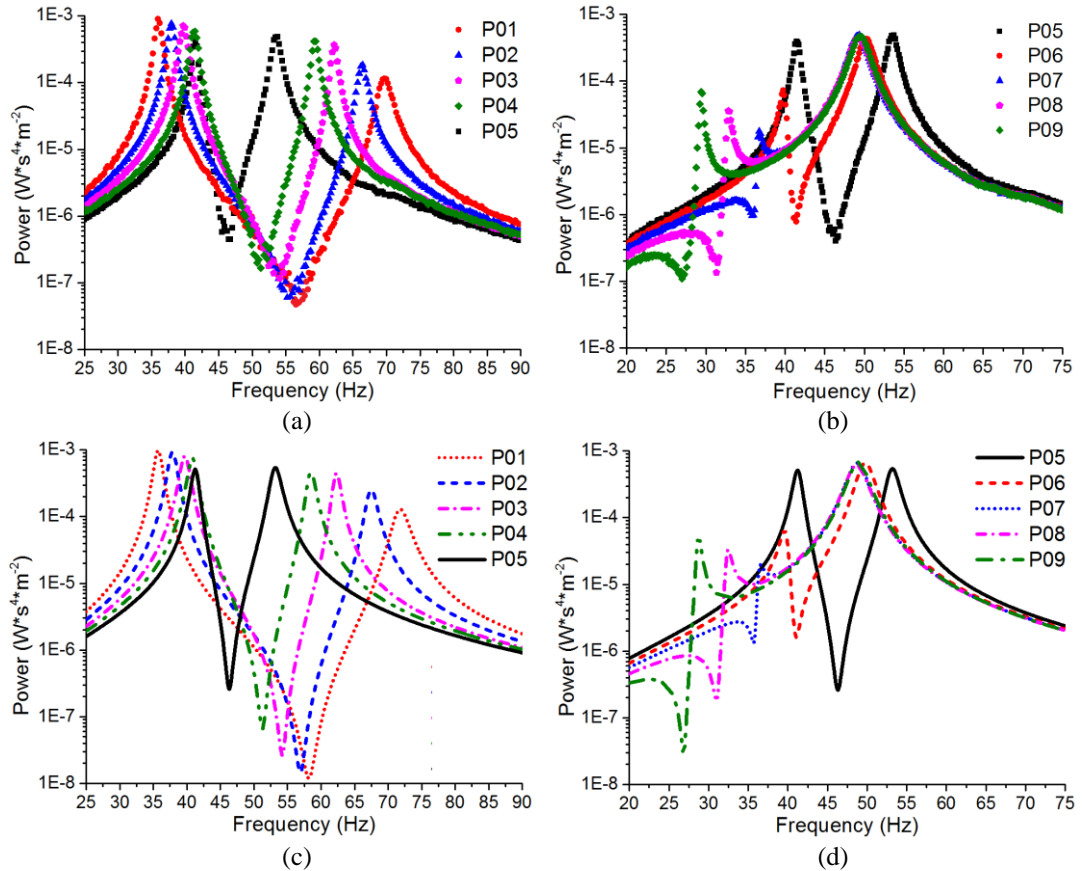 1E-3
1E-4
1E-5
1E-6
1E-7
1E-8
Power (W*s⁴*m⁻²)
25 30 35 40 45 50 55 60 65 70 75 80 85 90
Frequency (Hz)
P01
P02
P03
P04
P05
(a)
1E-3
1E-4
1E-5
1E-6
1E-7
1E-8
Power (W*s⁴*m⁻²)
20 25 30 35 40 45 50 55 60 65 70 75
Frequency (Hz)
P05
P06
P07
P08
P09
(b)
1E-3
1E-4
1E-5
1E-6
1E-7
1E-8
Power (W*s⁴*m⁻²)
25 30 35 40 45 50 55 60 65 70 75 80 85 90
Frequency (Hz)
P01
P02
P03
P04
P05
(c)
1E-3
1E-4
1E-5
1E-6
1E-7
1E-8
Power (W*s⁴*m⁻²)
20 25 30 35 40 45 50 55 60 65 70 75
Frequency (Hz)
P05
P06
P07
P08
P09
(d)